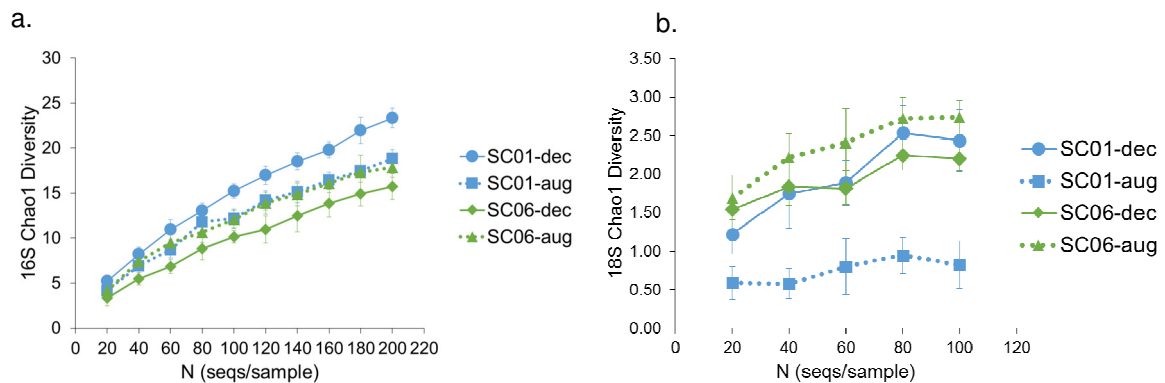 a.
30
25
20
15
10
5
0
16S Chao1 Diversity
0 20 40 60 80 100 120 140 160 180 200 220
N (seqs/sample)
SC01-dec
SC01-aug
SC06-dec
SC06-aug
b.
3.50
3.00
2.50
2.00
1.50
1.00
0.50
0.00
18S Chao1 Diversity
0 20 40 60 80 100 120
N (seqs/sample)
SC01-dec
SC01-aug
SC06-dec
SC06-aug